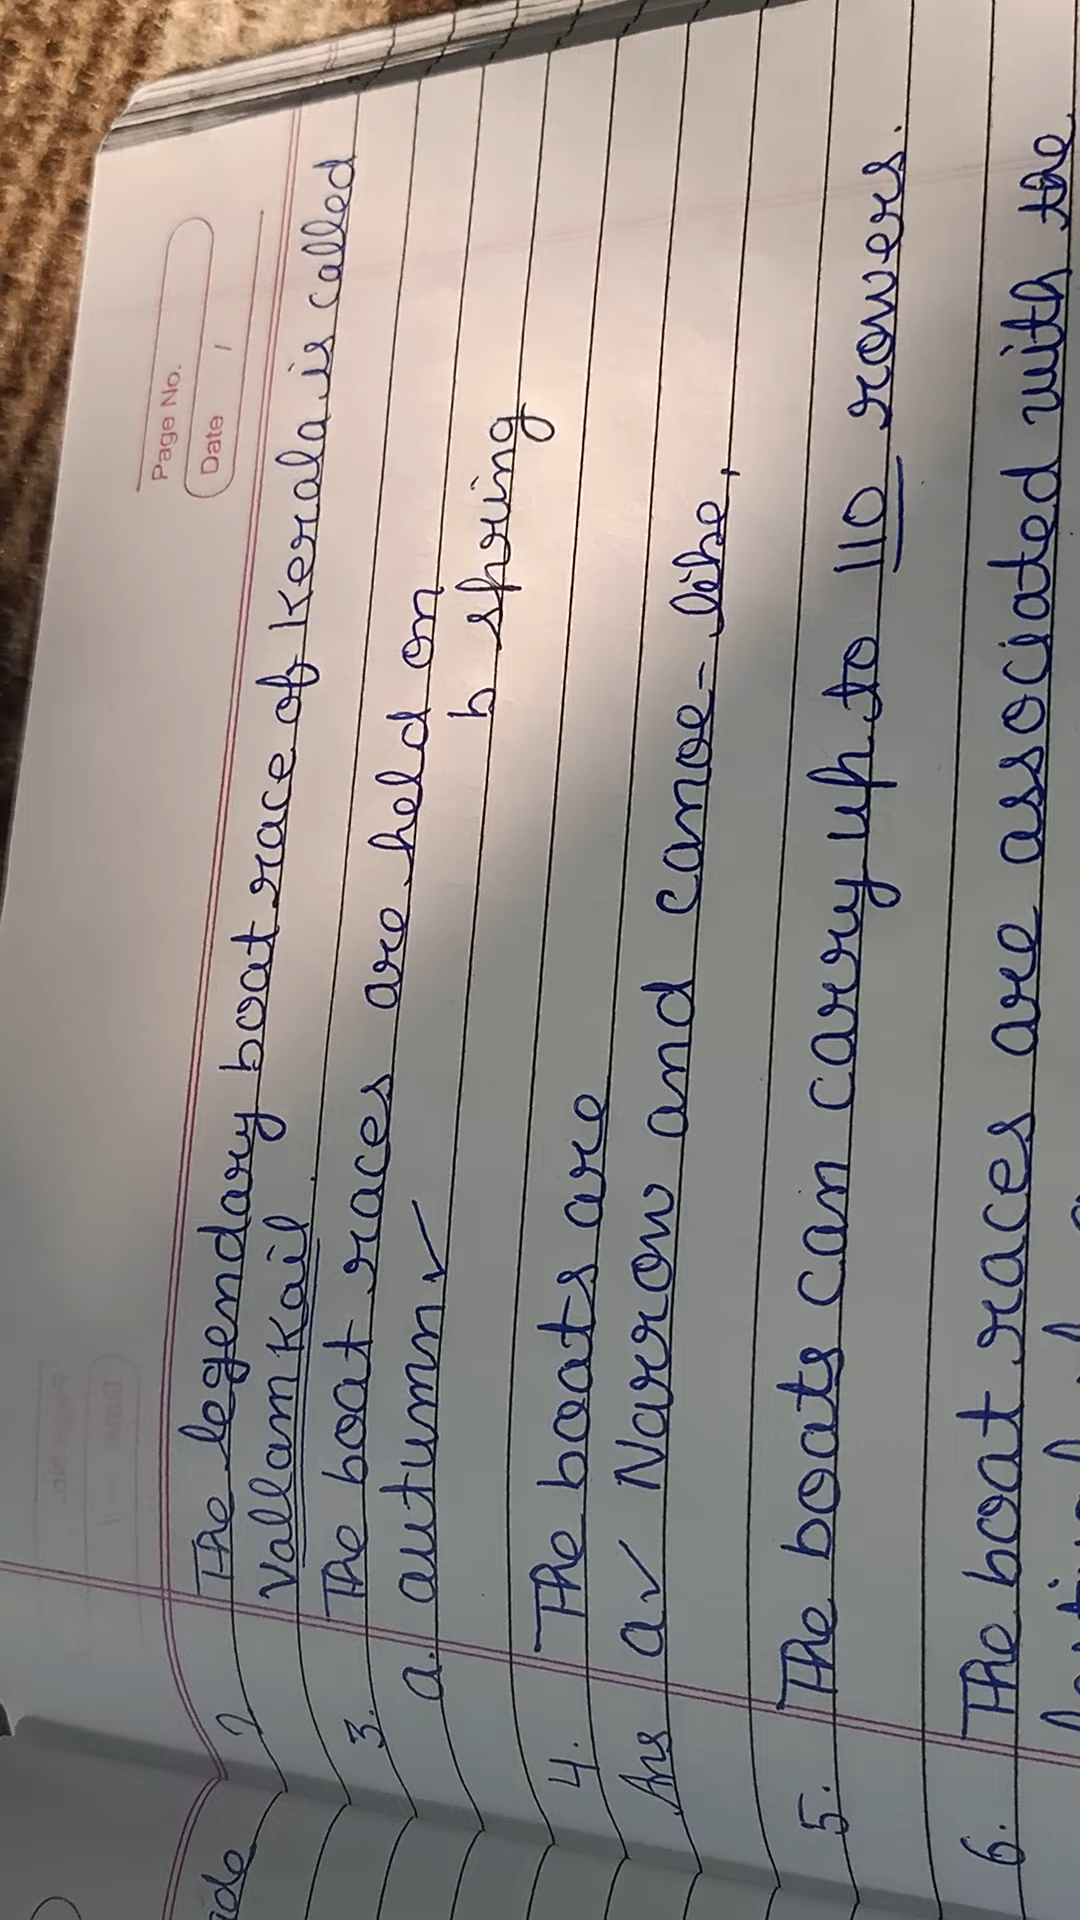 Page No.
Date /
2 The legendary boat race of Kerala is called
Vallam Kail.
3. The boat races are held on
a. autumn ✓ b spring
4. The boats are
Ans a ✓ Narrow and canoe-like,
5. The boats can carry up to 110 rowers.
6. The boat races are associated with the